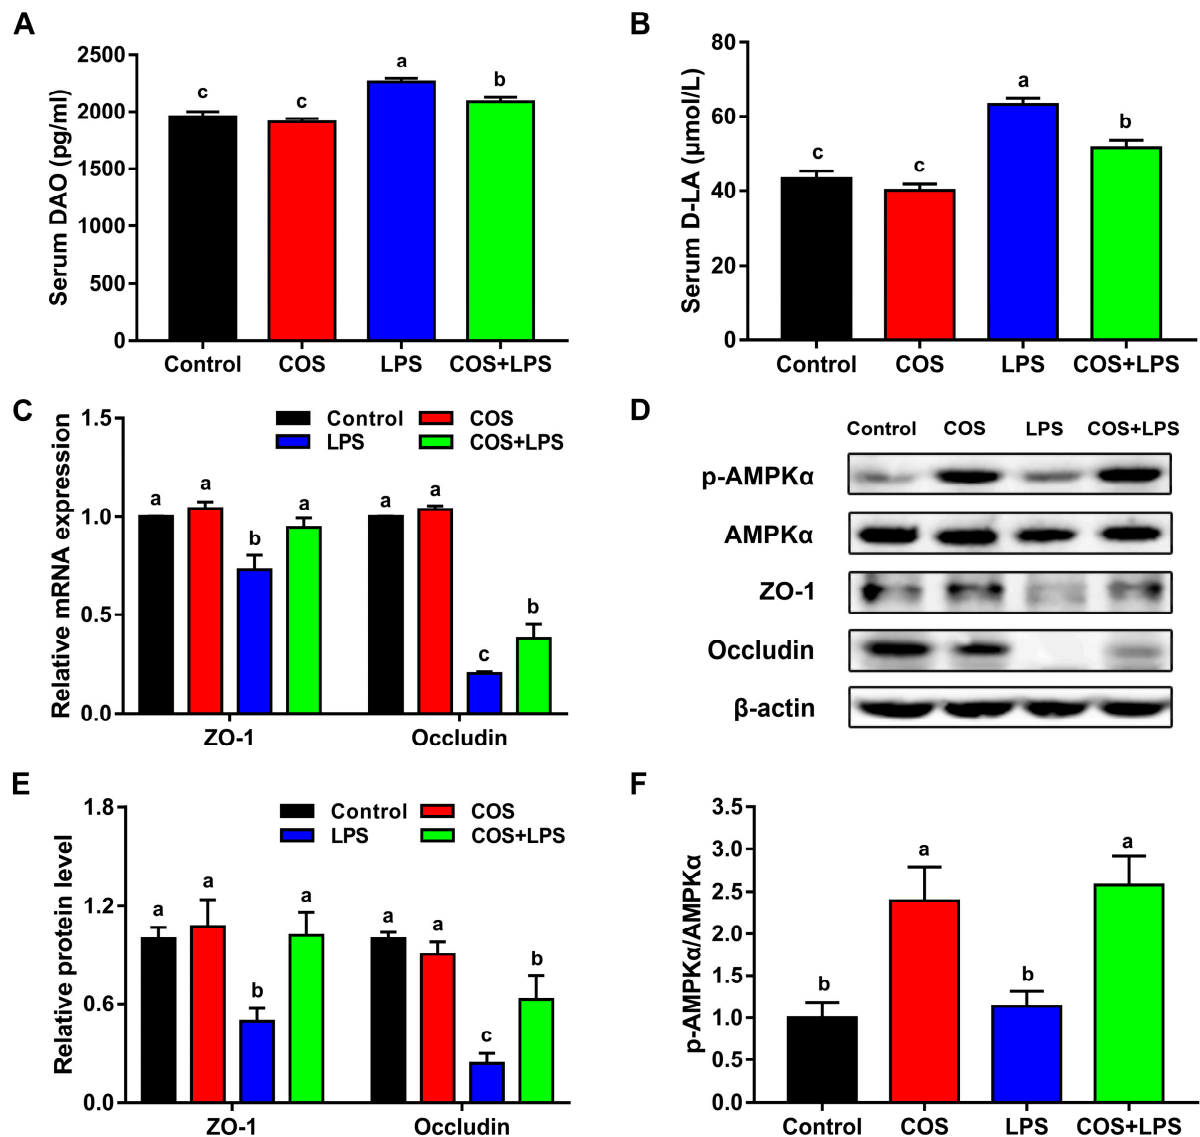 A
Serum DAO (pg/ml)
2500
2000
1500
1000
500
0
c
c
a
b
Control COS LPS COS+LPS
B
Serum D-LA (μmol/L)
80
60
40
20
0
c
c
a
b
Control COS LPS COS+LPS
C
Relative mRNA expression
1.5
1.0
0.5
0.0
Control COS
LPS COS+LPS
a a b a a a c b
ZO-1 Occludin
D
Control COS LPS COS+LPS
p-AMPKα
AMPKα
ZO-1
Occludin
β-actin
E
Relative protein level
1.8
1.2
0.6
0.0
Control COS
LPS COS+LPS
a a b a a a c b
ZO-1 Occludin
F
p-AMPKα/AMPKα
3.5
3.0
2.5
2.0
1.5
1.0
0.5
0.0
b
a
b
a
Control COS LPS COS+LPS